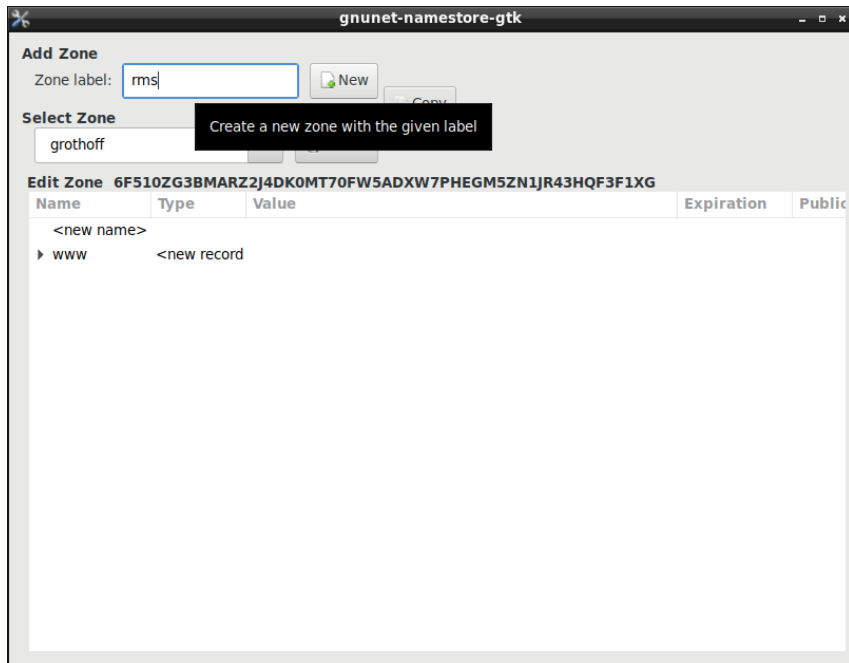 gnunet-namestore-gtk
Add Zone
Zone label: rms New
Copy
Select Zone
Create a new zone with the given label
grothoff
Edit Zone 6F510ZG3BMARZ2J4DK0MT70FW5ADXW7PHEGM5ZN1JR43HQF3F1XG
Name Type Value Expiration Public
<new name>
www <new record